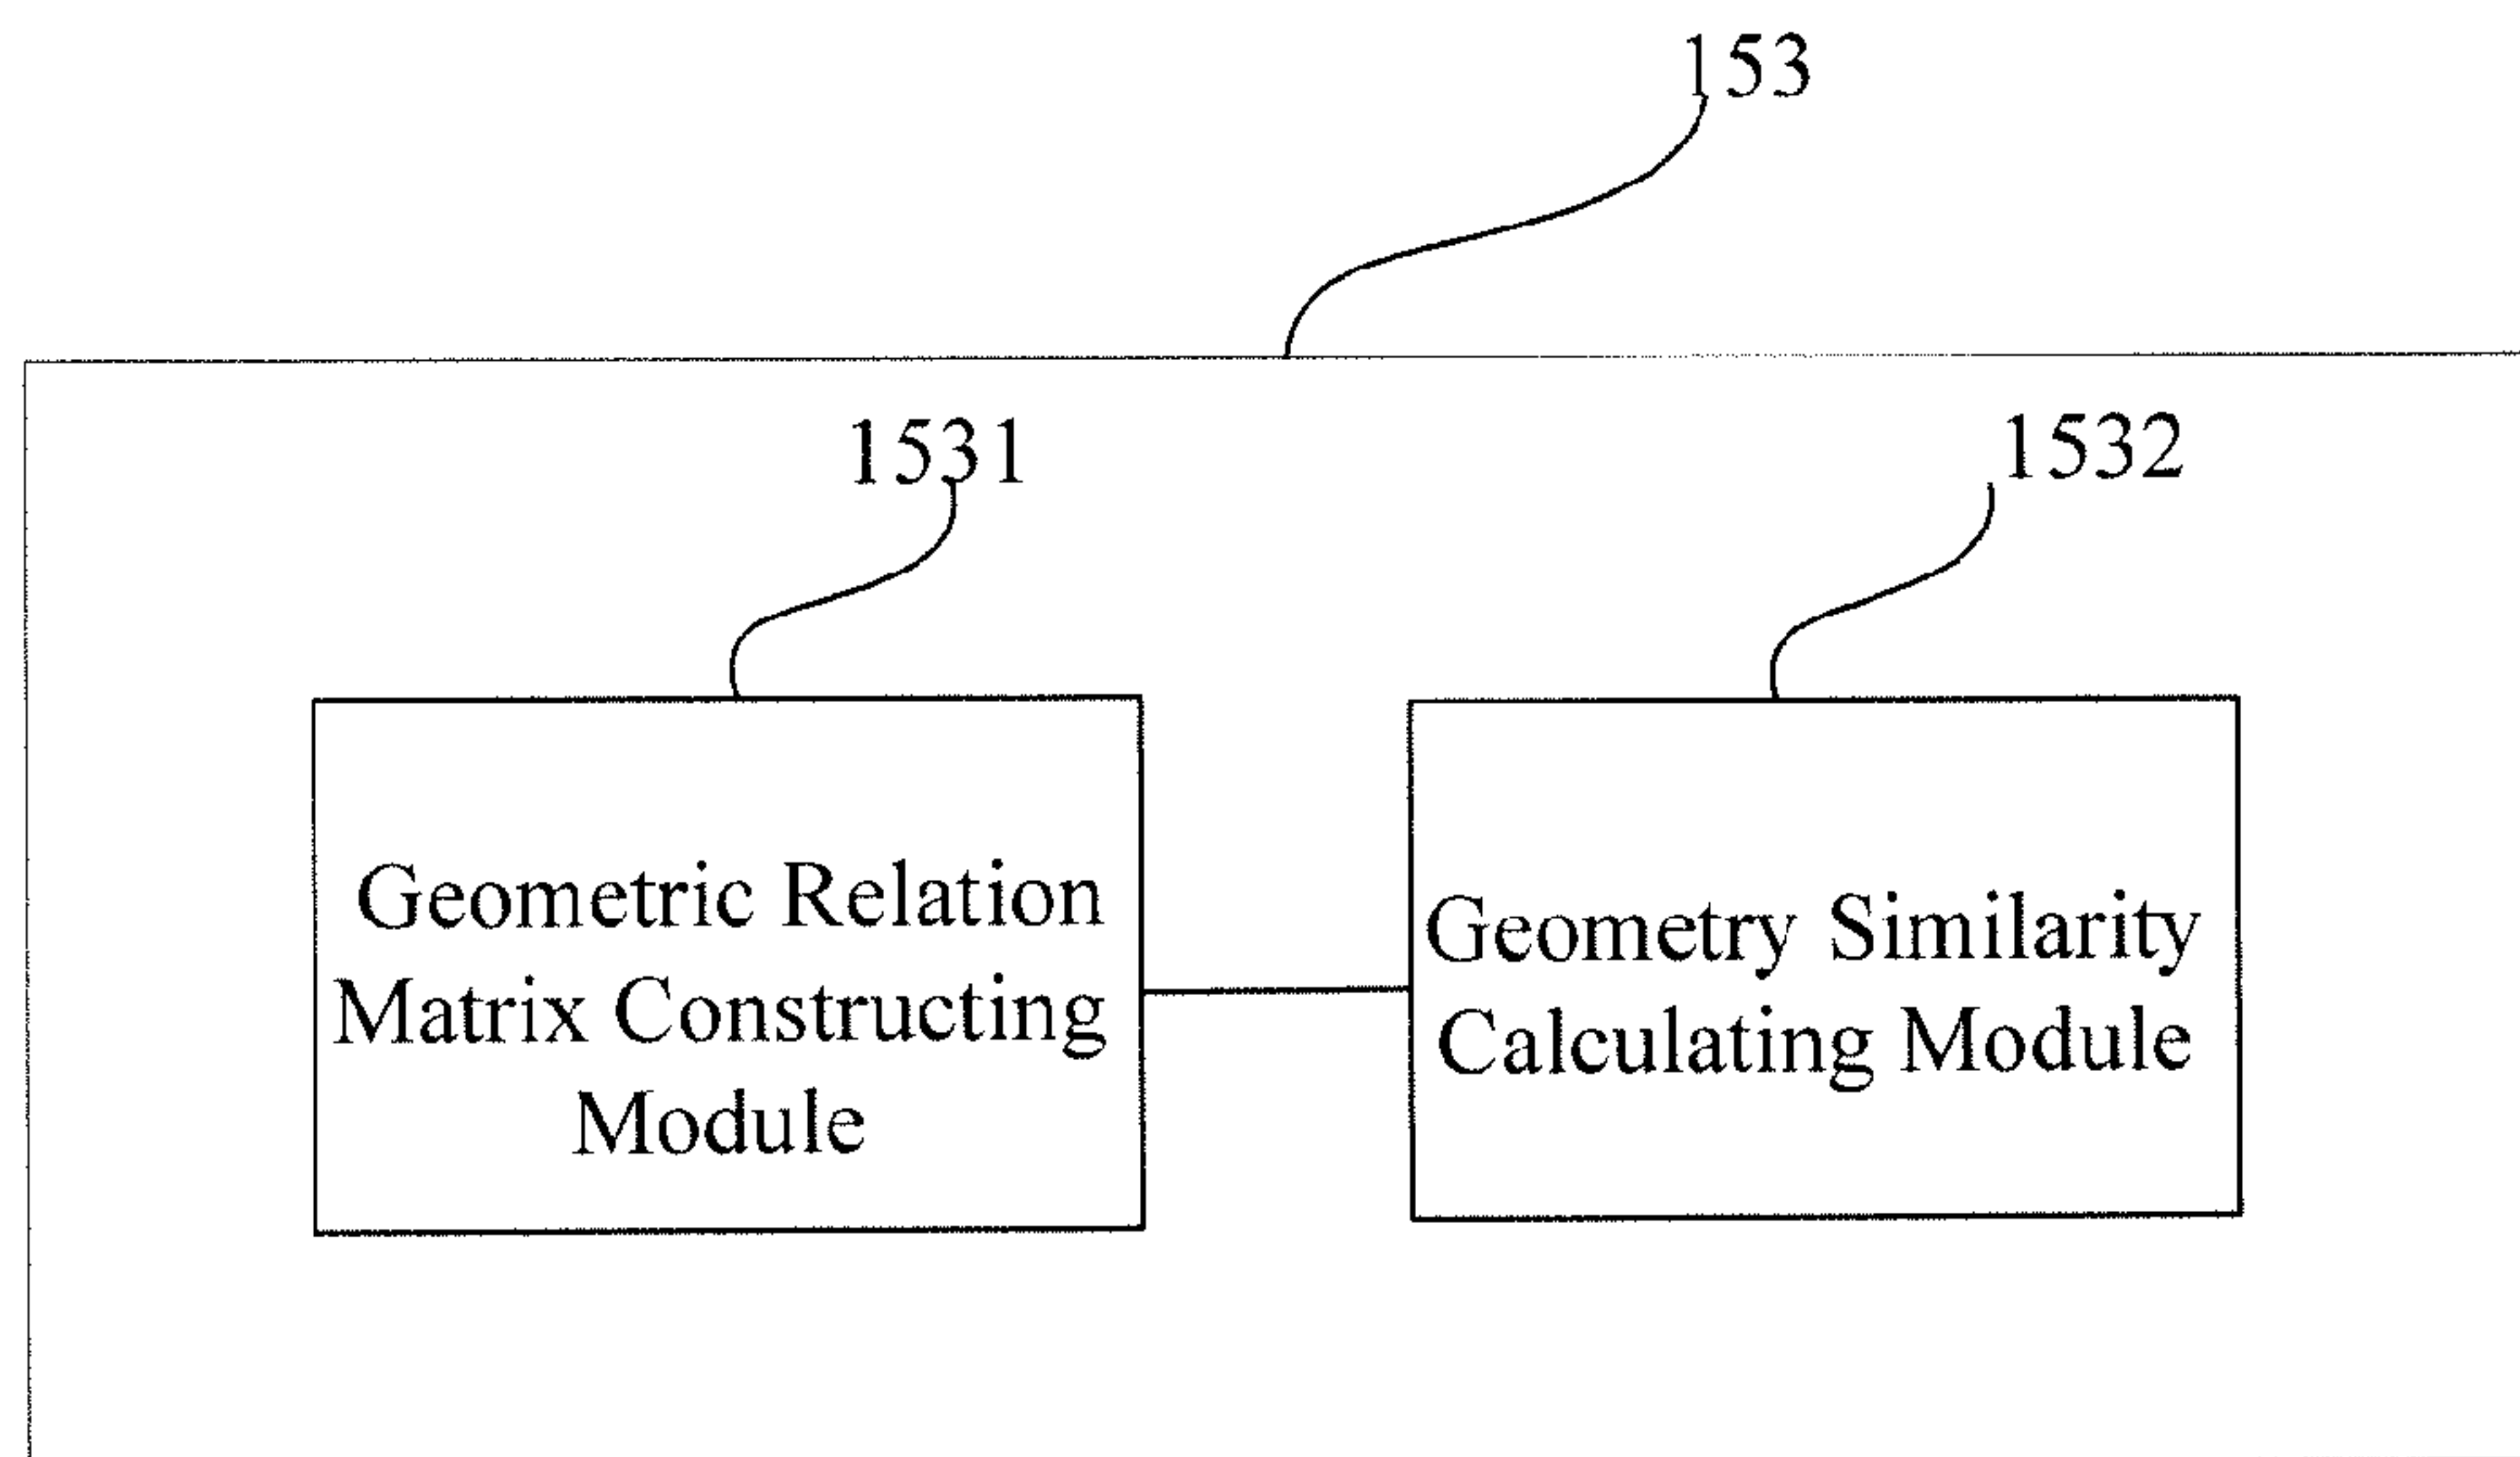 153
1531
1532
Geometric Relation
Matrix Constructing
Module
Geometry Similarity
Calculating Module